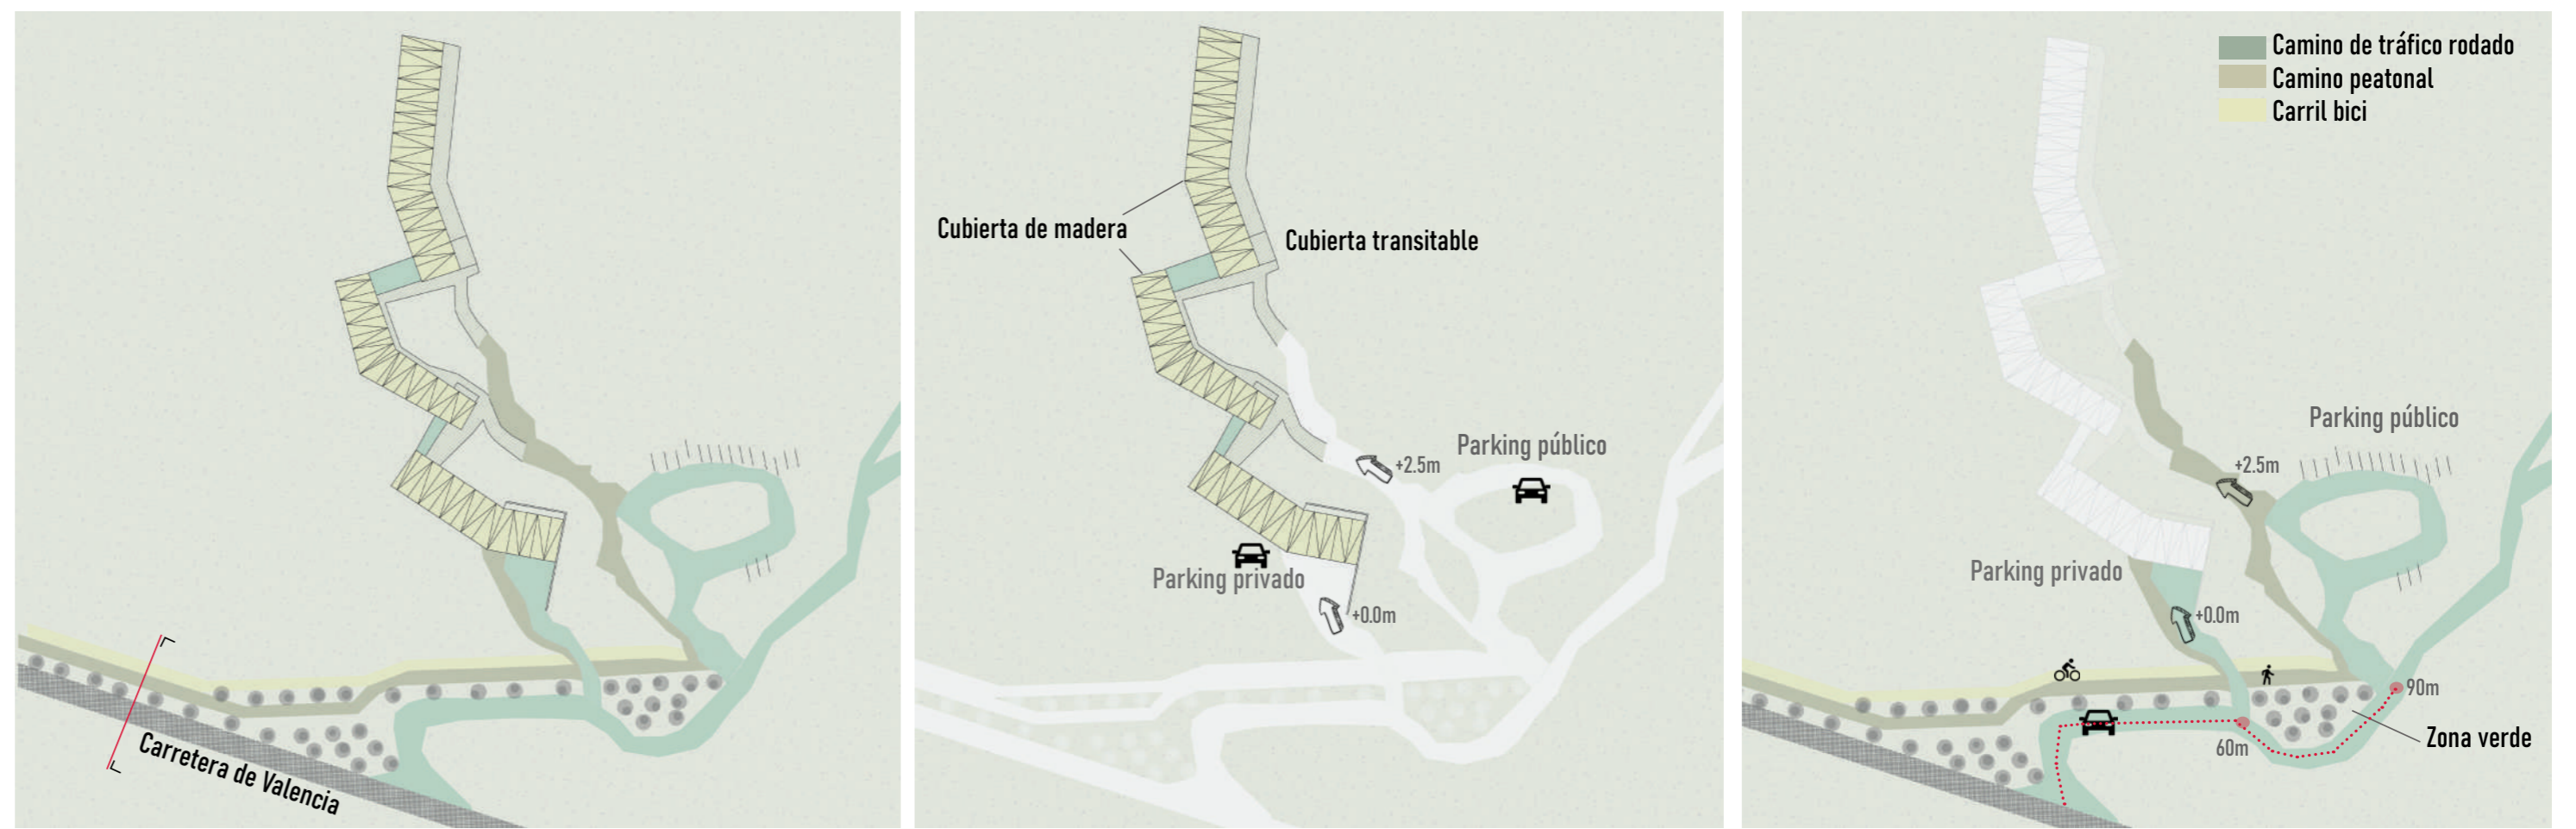 Carretera de Valencia
Cubierta de madera
Cubierta transitable
Parking público
+2.5m
Parking privado
+0.0m
Camino de tráfico rodado
Camino peatonal
Carril bici
Parking público
+2.5m
Parking privado
+0.0m
90m
60m
Zona verde